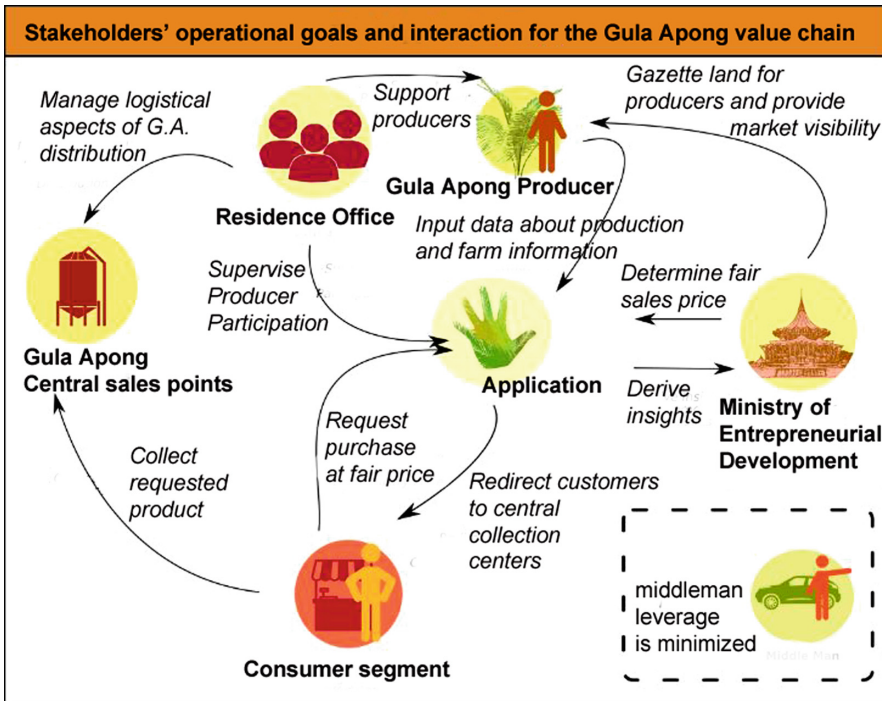 Stakeholders' operational goals and interaction for the Gula Apong value chain
Manage logistical
aspects of G.A.
distribution
Support
producers
Gazette land for
producers and provide
market visibility
Residence Office
Gula Apong Producer
Input data about production
and farm information
Supervise
Producer
Participation
Determine fair
sales price
Gula Apong
Central sales points
Application
Derive
insights
Ministry of
Entrepreneurial
Development
Request
purchase
at fair price
Collect
requested
product
Redirect customers
to central
collection
centers
middleman
leverage
is minimized
Middle Man
Consumer segment